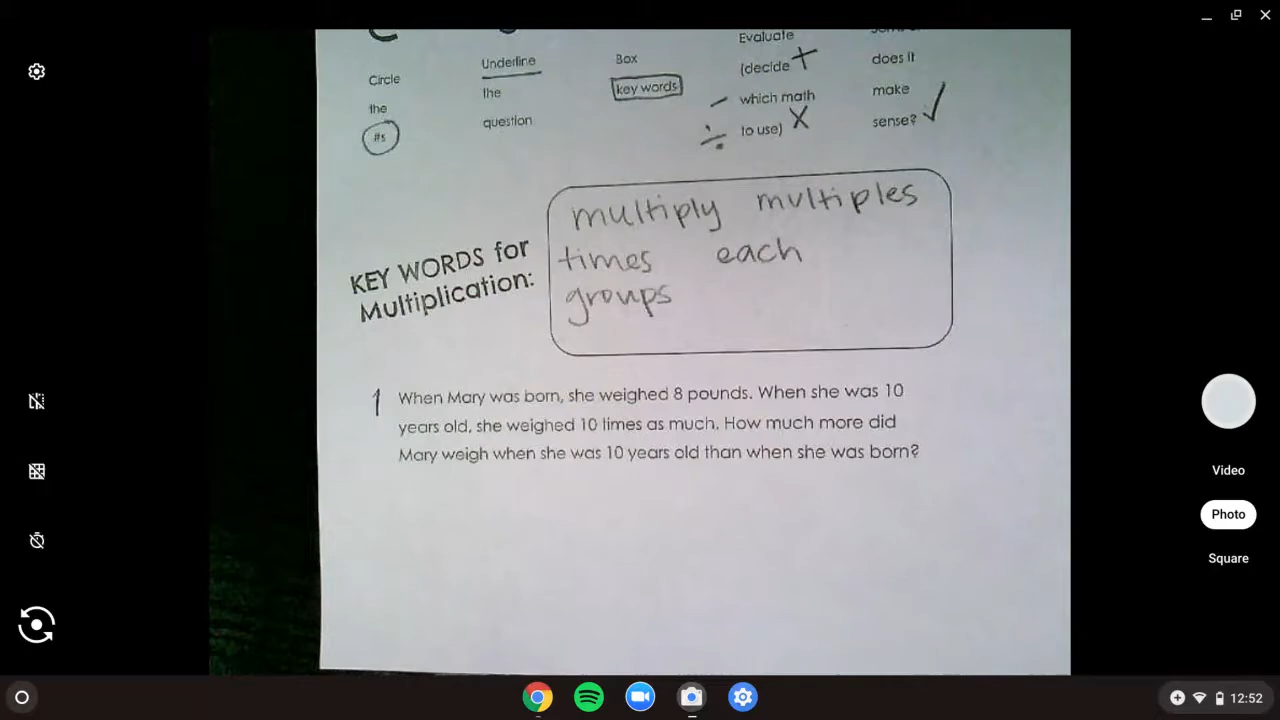 Circle
the
#s
Underline
the
question
Box
key words
Evaluate
(decide +
- which math
÷ to use) X
does it
make
sense? ✓
KEY WORDS for
Multiplication:
multiply multiples
times each
groups
1 When Mary was born, she weighed 8 pounds. When she was 10
years old, she weighed 10 times as much. How much more did
Mary weigh when she was 10 years old than when she was born?
Video
Photo
Square
12:52